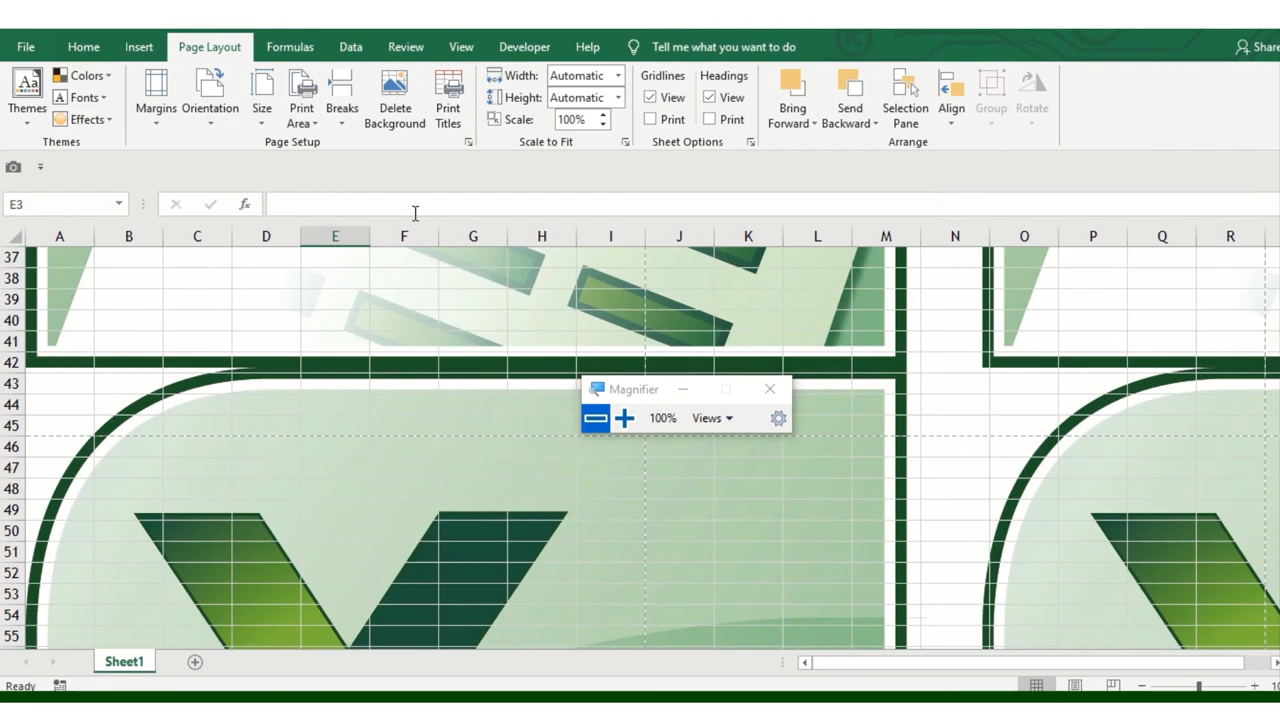 File Home Insert Page Layout Formulas Data Review View Developer Help Tell me what you want to do Share
Colors Width: Automatic Gridlines Headings
Fonts Height: Automatic View View
Themes Effects Margins Orientation Size Print Area Breaks Delete Background Print Titles Scale: 100% Print Print Bring Forward Send Backward Selection Pane Align Group Rotate
Themes Page Setup Scale to Fit Sheet Options Arrange
E3 fx
A B C D E F G H I J K L M N O P Q R
37
38
39
40
41
42
43
Magnifier
44
100% Views
45
46
47
48
49
50
51
52
53
54
55
Sheet1
Ready